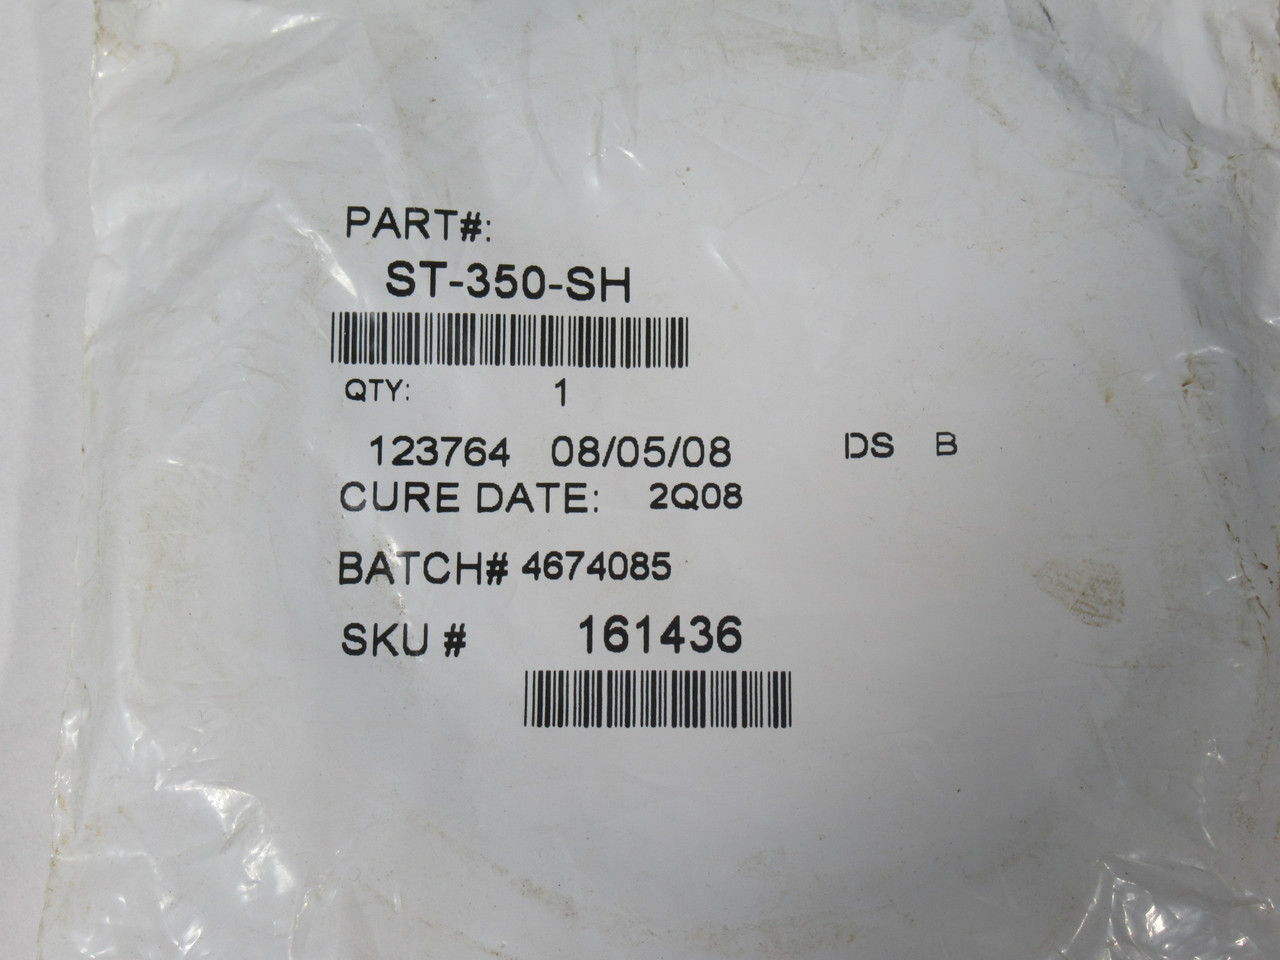 PART#:
ST-350-SH
QTY: 1
123764 08/05/08 DS B
CURE DATE: 2Q08
BATCH# 4674085
SKU # 161436